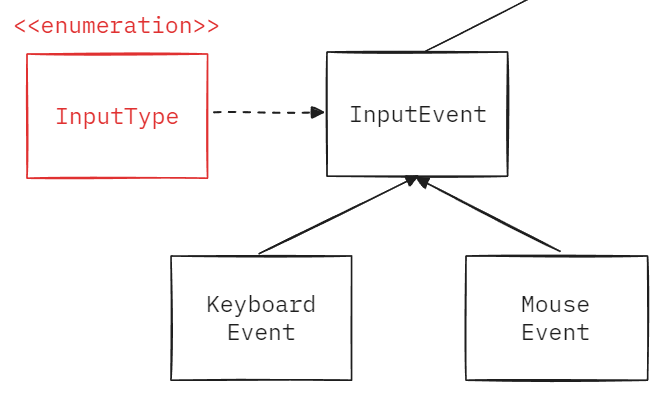 <<enumeration>>
InputType
InputEvent
Keyboard
Event
Mouse
Event